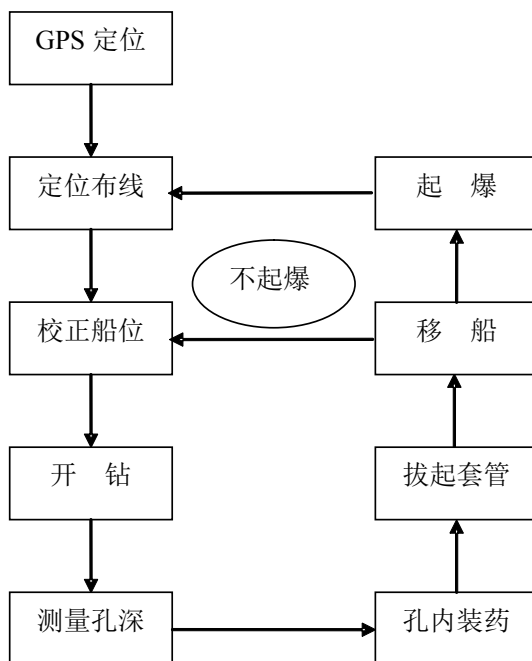 GPS 定位
定位布线
起 爆
不起爆
校正船位
移 船
开 钻
拔起套管
测量孔深
孔内装药